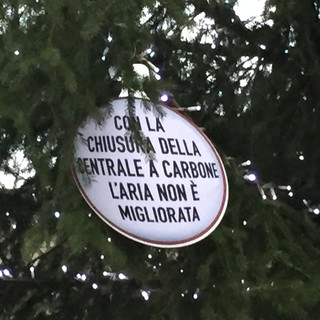 CON LA
CHIUSURA DELLA
CENTRALE A CARBONE
L'ARIA NON È
MIGLIORATA